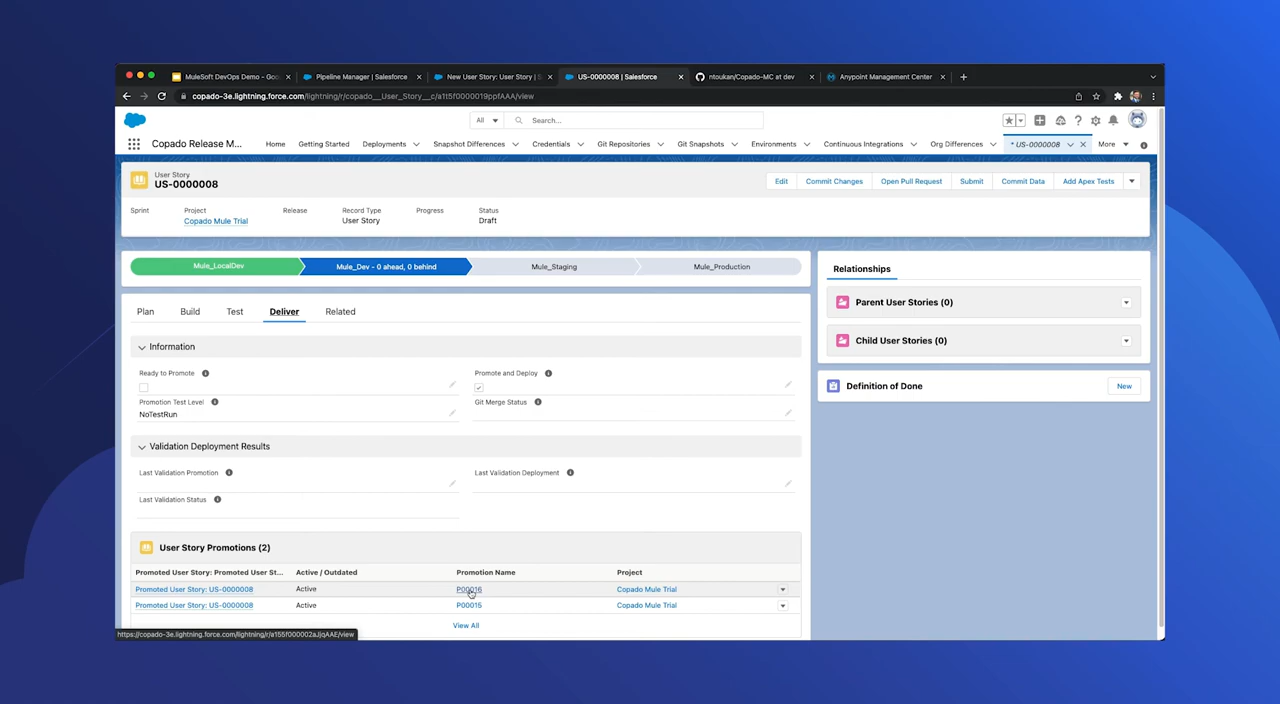 MuleSoft DevOps Demo - Goo
Pipeline Manager | Salesforce
New User Story: User Story | S
US-0000008 | Salesforce
ntoukan/Copado-MC at dev
Anypoint Management Center
copado-3e.lightning.force.com/lightning/r/copado__User_Story__c/a1t5f0000019ppfAAA/view
All
Search...
Copado Release M...
Home
Getting Started
Deployments
Snapshot Differences
Credentials
Git Repositories
Git Snapshots
Environments
Continuous Integrations
Org Differences
* US-0000008
More
User Story
US-0000008
Edit
Commit Changes
Open Pull Request
Submit
Commit Data
Add Apex Tests
Sprint
Project
Copado Mule Trial
Release
Record Type
User Story
Progress
Status
Draft
Mule_LocalDev
Mule_Dev - 0 ahead, 0 behind
Mule_Staging
Mule_Production
Plan
Build
Test
Deliver
Related
Information
Ready to Promote
Promote and Deploy
Promotion Test Level
NoTestRun
Git Merge Status
Validation Deployment Results
Last Validation Promotion
Last Validation Deployment
Last Validation Status
User Story Promotions (2)
Promoted User Story: Promoted User St...
Active / Outdated
Promotion Name
Project
Promoted User Story: US-0000008
Active
P00016
Copado Mule Trial
Promoted User Story: US-0000008
Active
P00015
Copado Mule Trial
View All
Relationships
Parent User Stories (0)
Child User Stories (0)
Definition of Done
New
https://copado-3e.lightning.force.com/lightning/r/a155f000002aJjqAAE/view